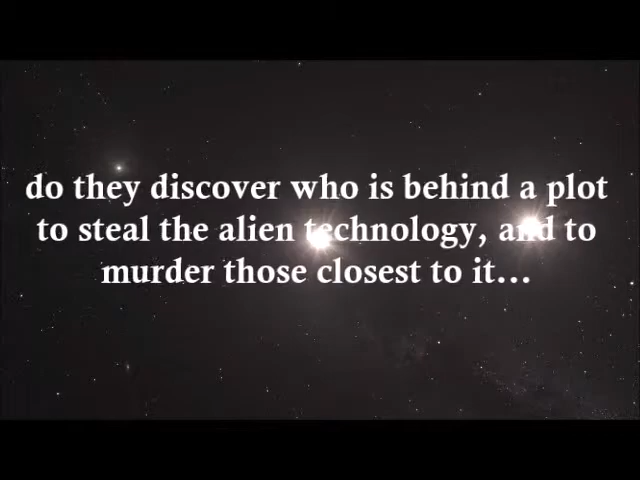 do they discover who is behind a plot
to steal the alien technology, and to
murder those closest to it...